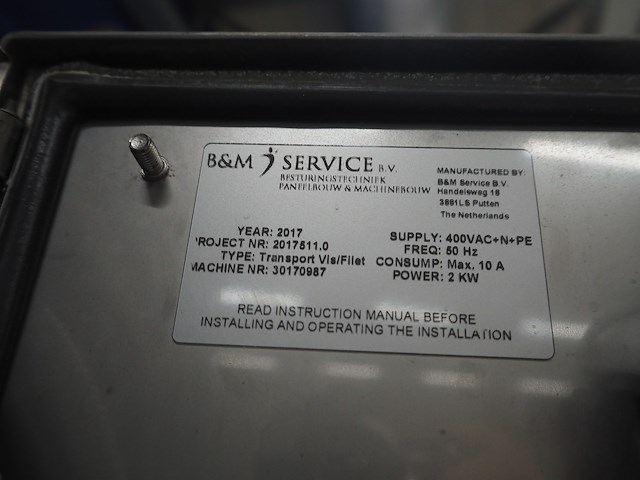 B&M SERVICE B.V.
BESTURINGSTECHNIEK
PANEELBOUW & MACHINEBOUW
MANUFACTURED BY:
B&M Service B.V.
Handelsweg 18
3881LS Putten
The Netherlands
YEAR: 2017
ROJECT NR: 2017511.0
TYPE: Transport Vis/Filet
MACHINE NR: 30170987
SUPPLY: 400VAC+N+PE
FREQ: 50 Hz
CONSUMP: Max. 10 A
POWER: 2 KW
READ INSTRUCTION MANUAL BEFORE
INSTALLING AND OPERATING THE INSTALLATION